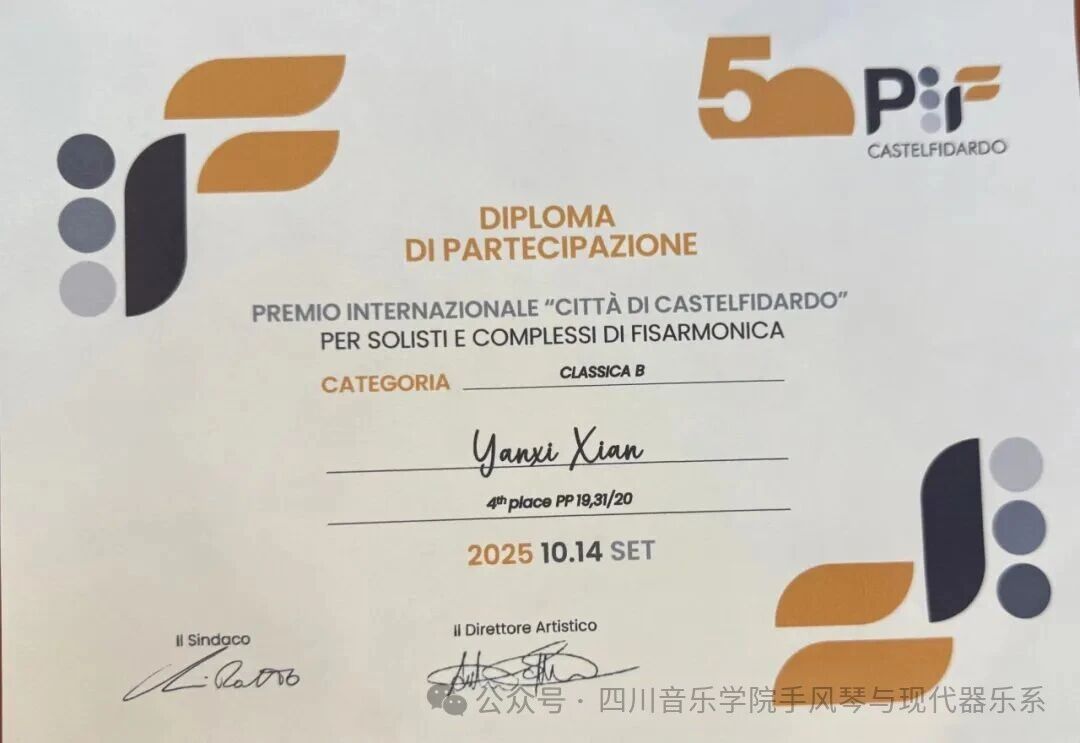 50 PIF
CASTELFIDARDO
DIPLOMA
DI PARTECIPAZIONE
PREMIO INTERNAZIONALE “CITTÀ DI CASTELFIDARDO”
PER SOLISTI E COMPLESSI DI FISARMONICA
CATEGORIA CLASSICA B
Yanxi Xian
4th place PP 19,31/20
2025 10.14 SET
Il Sindaco
Il Direttore Artistico
公众号 · 四川音乐学院手风琴与现代器乐系